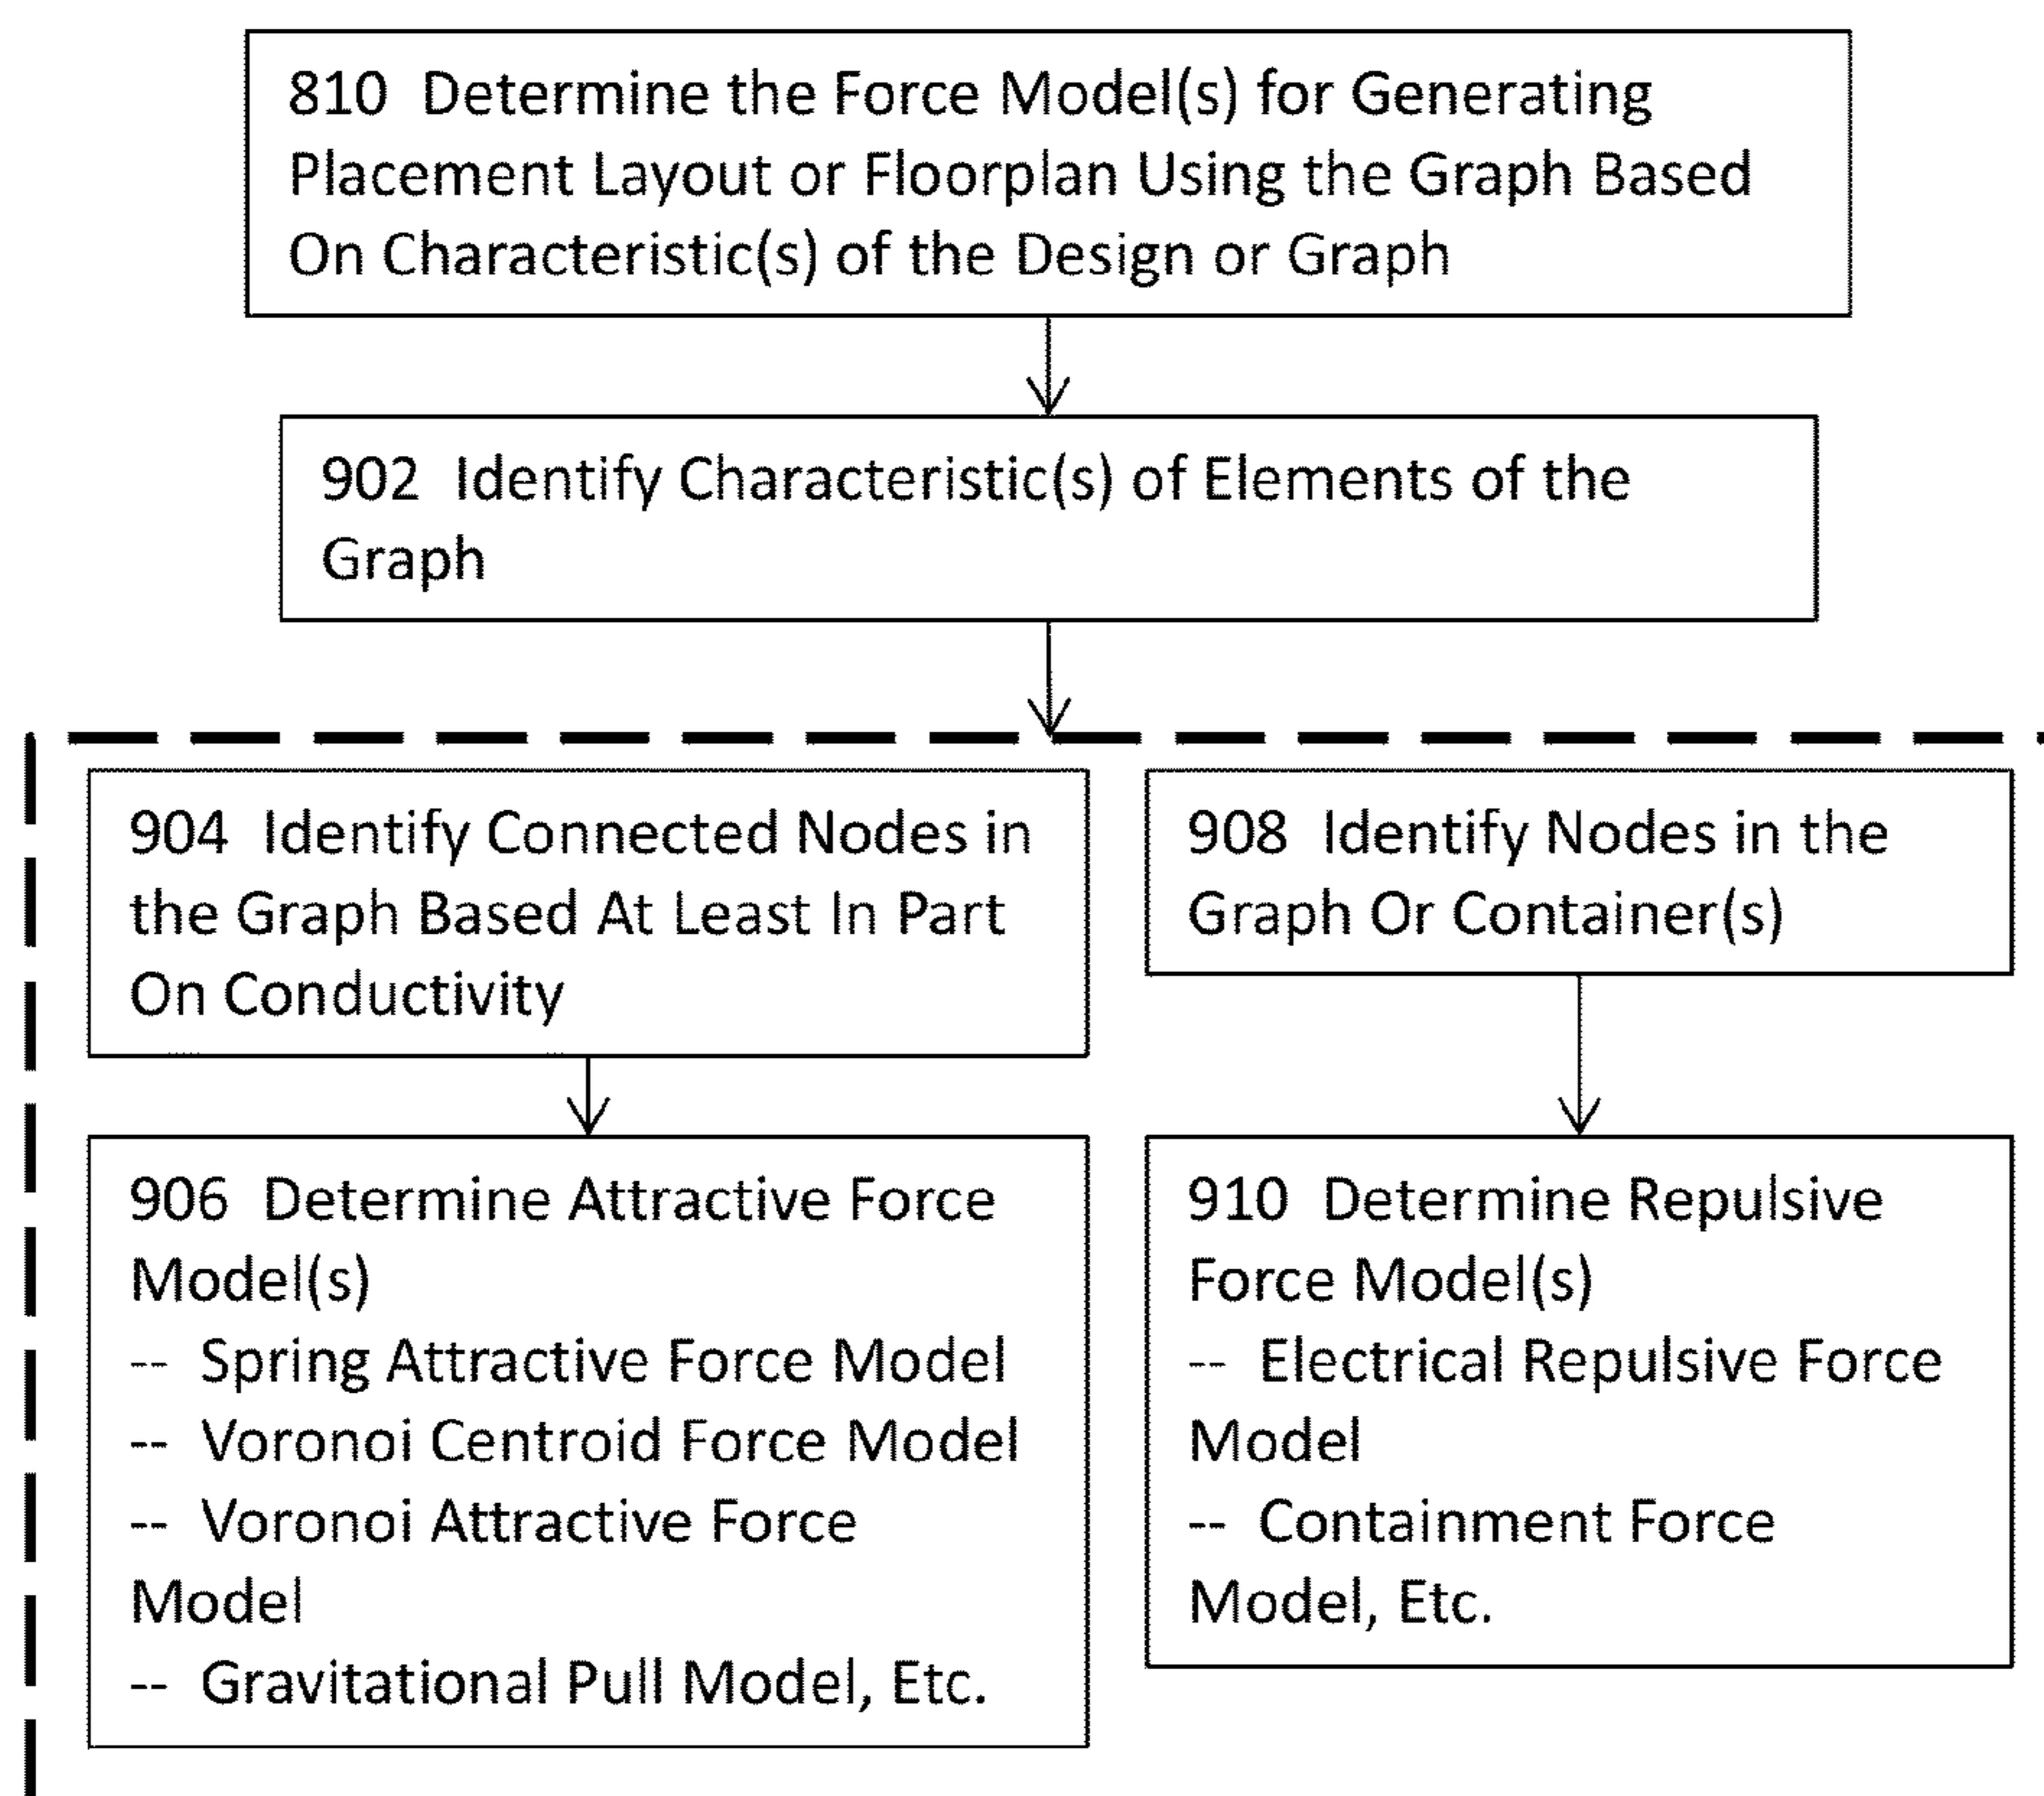 810  Determine the Force Model(s) for Generating
Placement Layout or Floorplan Using the Graph Based
On Characteristic(s) of the Design or Graph
902  Identify Characteristic(s) of Elements of the
Graph
904  Identify Connected Nodes in
the Graph Based At Least In Part
On Conductivity
906  Determine Attractive Force
Model(s)
--  Spring Attractive Force Model
--  Voronoi Centroid Force Model
--  Voronoi Attractive Force
Model
--  Gravitational Pull Model, Etc.
908  Identify Nodes in the
Graph Or Container(s)
910  Determine Repulsive
Force Model(s)
--  Electrical Repulsive Force
Model
--  Containment Force
Model, Etc.